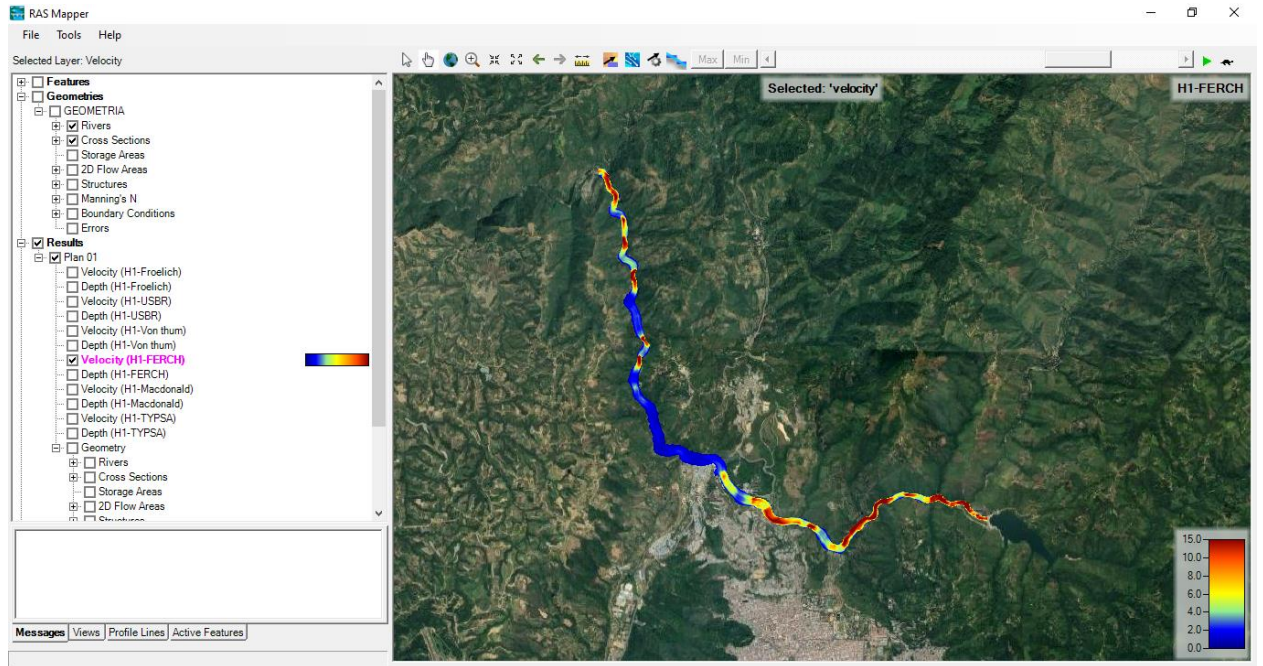 RAS Mapper
File Tools Help
Selected Layer: Velocity
Max Min
Features
Geometries
GEOMETRIA
Rivers
Cross Sections
Storage Areas
2D Flow Areas
Structures
Manning's N
Boundary Conditions
Errors
Results
Plan 01
Velocity (H1-Froelich)
Depth (H1-Froelich)
Velocity (H1-USBR)
Depth (H1-USBR)
Velocity (H1-Von thum)
Depth (H1-Von thum)
Velocity (H1-FERCH)
Depth (H1-FERCH)
Velocity (H1-Macdonald)
Depth (H1-Macdonald)
Velocity (H1-TYPSA)
Depth (H1-TYPSA)
Geometry
Rivers
Cross Sections
Storage Areas
2D Flow Areas
Structures
Messages Views Profile Lines Active Features
Selected: 'velocity'
H1-FERCH
15.0
10.0
8.0
6.0
4.0
2.0
0.0